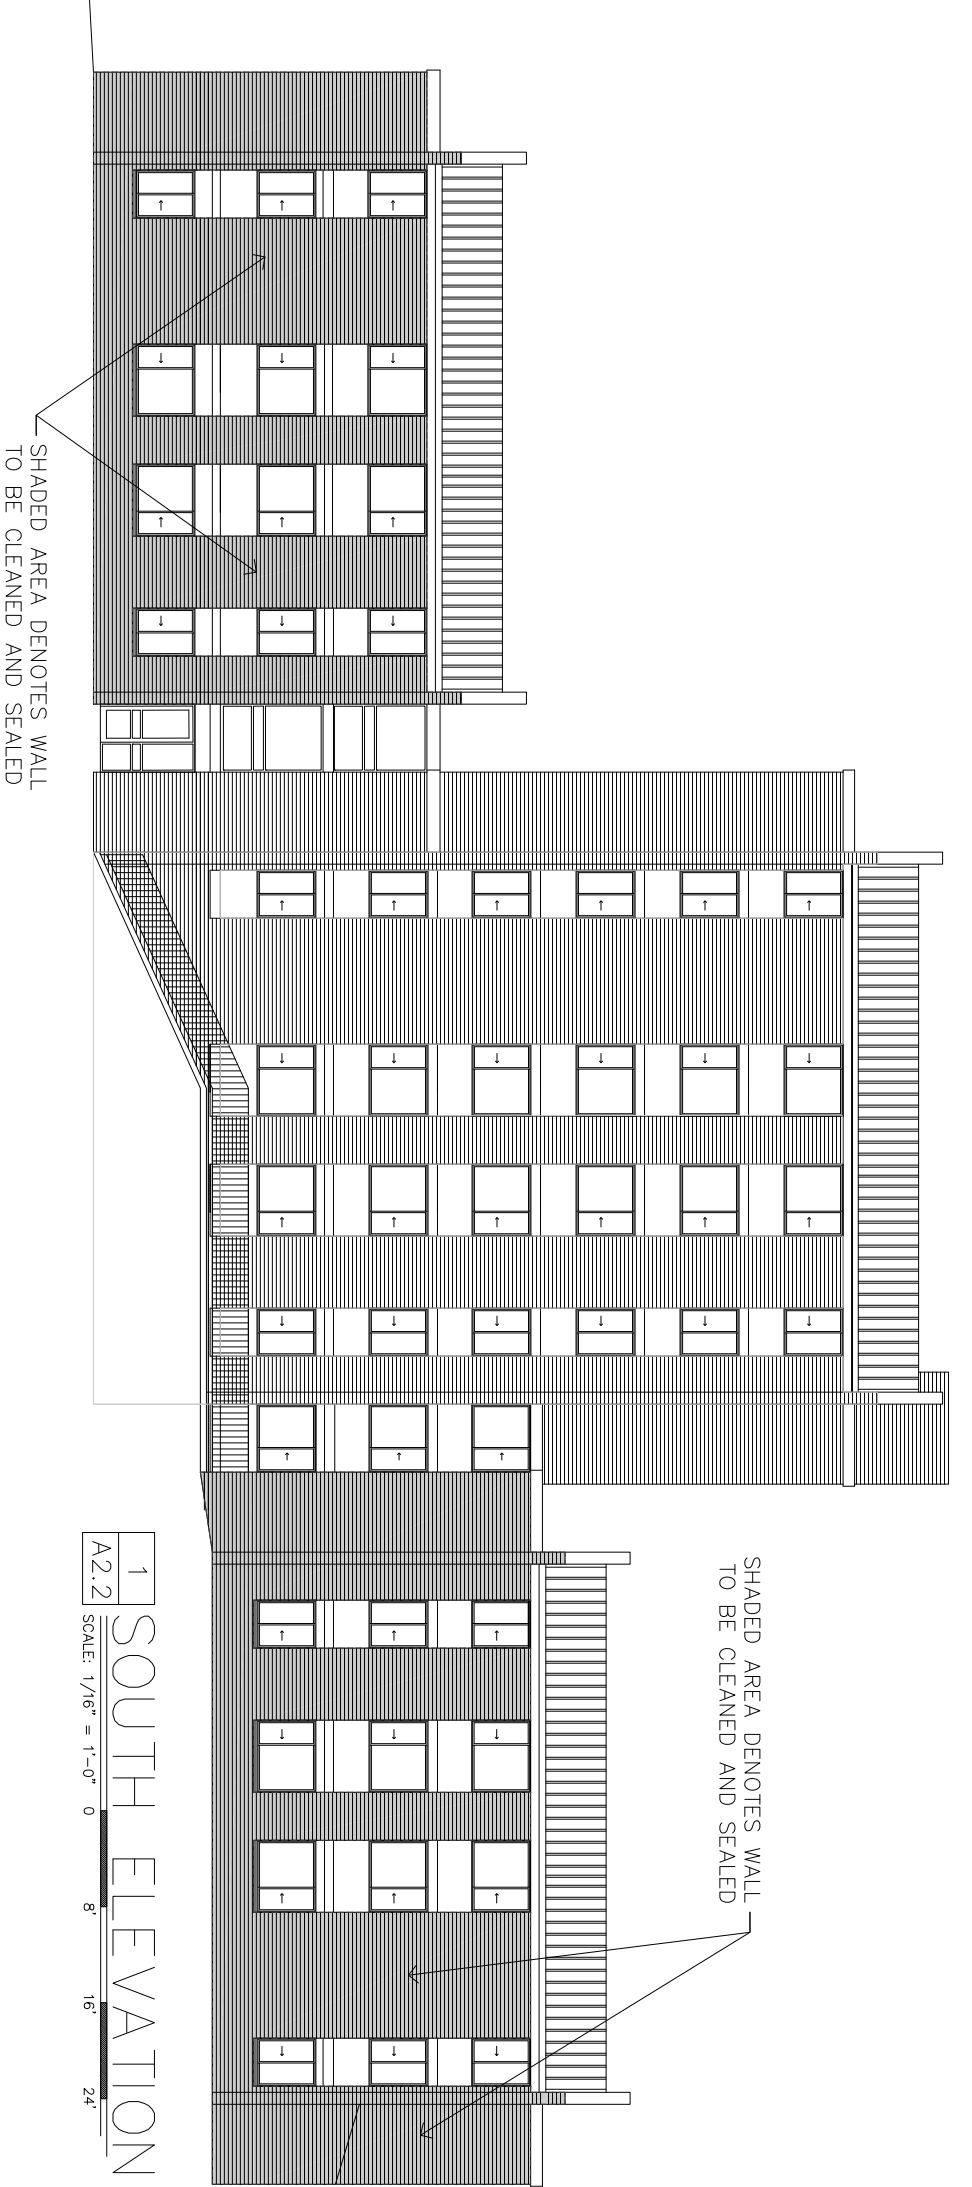 SHADED AREA DENOTES WALL
TO BE CLEANED AND SEALED
SHADED AREA DENOTES WALL
TO BE CLEANED AND SEALED
1
A2.2
SOUTH ELEVATION
SCALE: 1/16" = 1'-0"
0 8' 16' 24'